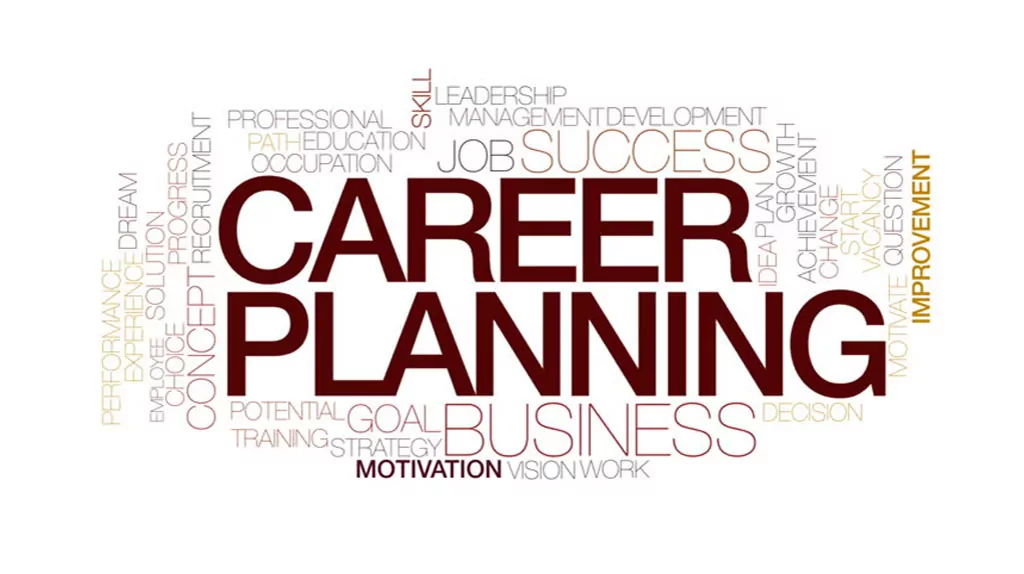 SKILL
LEADERSHIP
PROFESSIONAL
MANAGEMENT DEVELOPMENT
PATH EDUCATION
OCCUPATION
JOB SUCCESS
CAREER
PLANNING
PERFORMANCE
EXPERIENCE
DREAM
EMPLOYEE
SOLUTION
CHOICE
PROGRESS
CONCEPT
RECRUITMENT
IDEA PLAN
GROWTH
ACHIEVEMENT
CHANGE
START
VACANCY
QUESTION
MOTIVATE
IMPROVEMENT
POTENTIAL
GOAL
BUSINESS
DECISION
TRAINING
STRATEGY
MOTIVATION VISION WORK